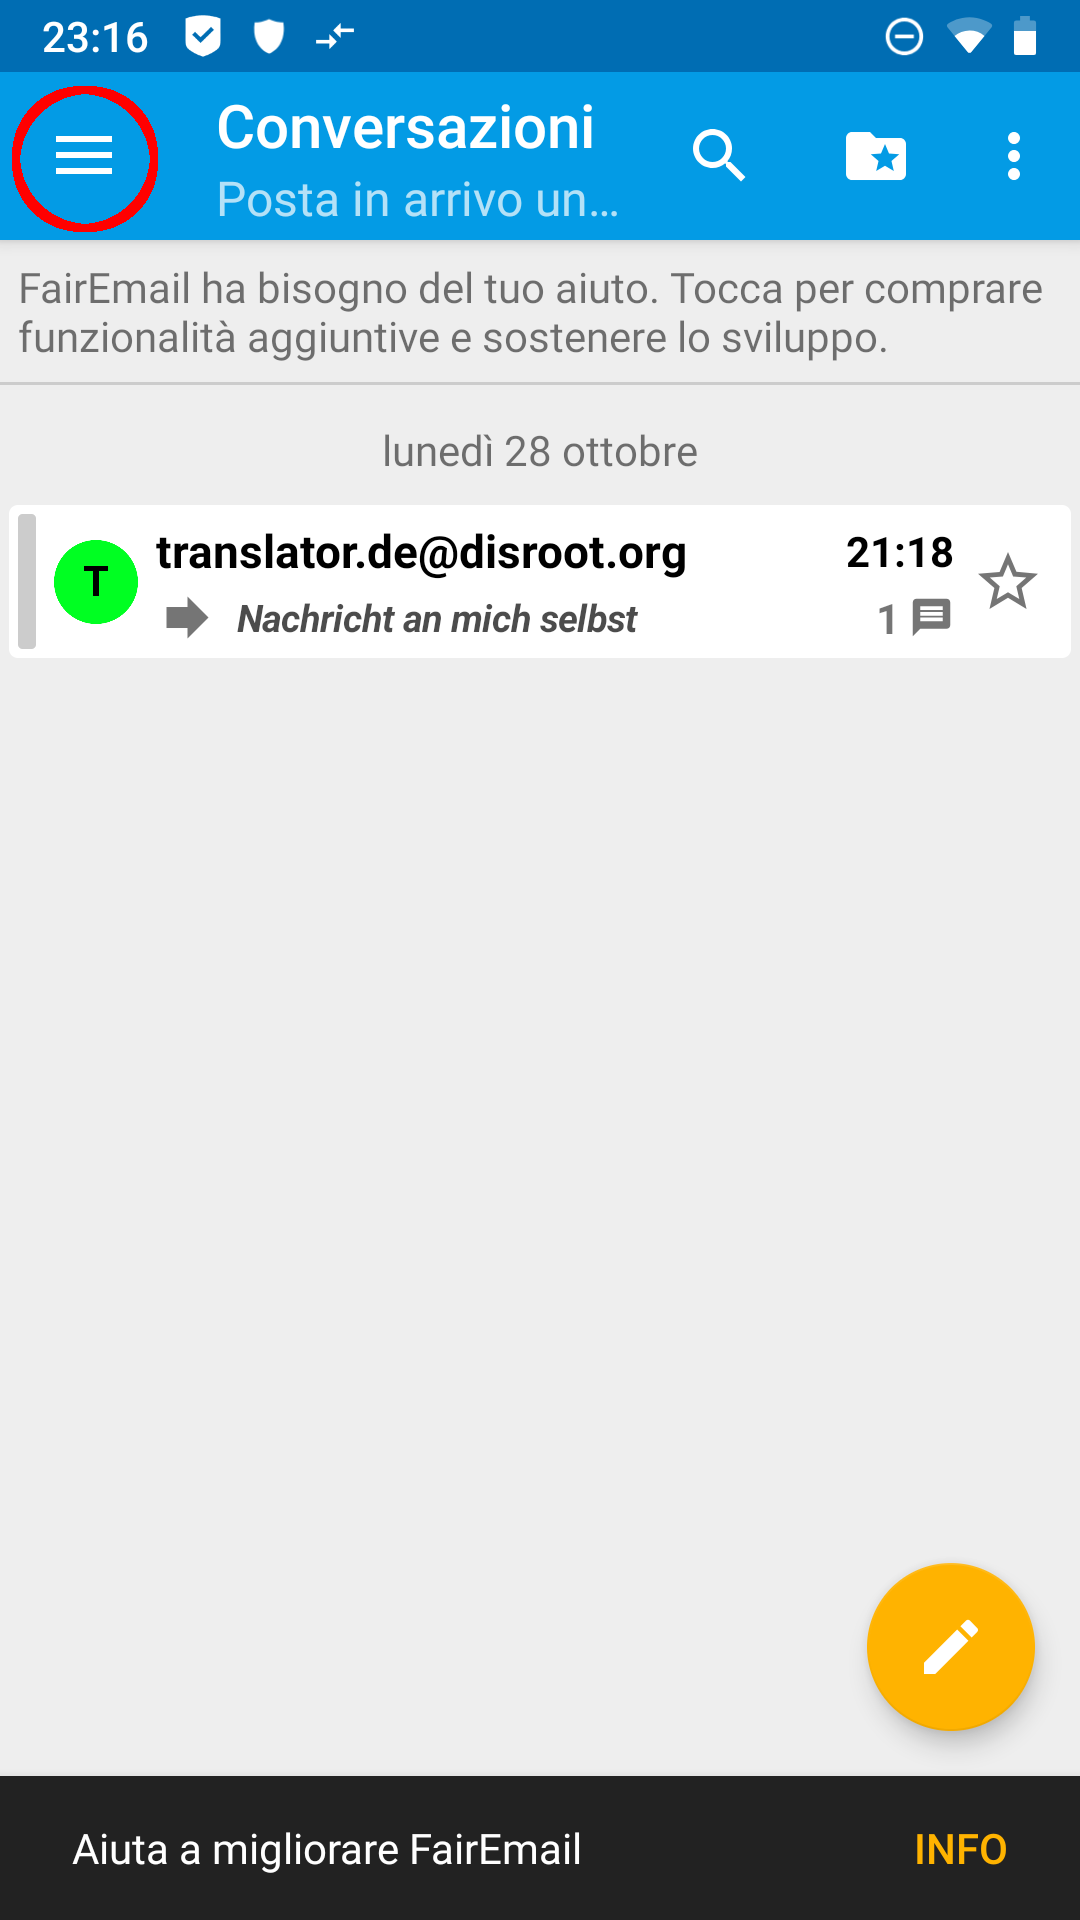 23:16
Conversazioni
Posta in arrivo un...
FairEmail ha bisogno del tuo aiuto. Tocca per comprare
funzionalità aggiuntive e sostenere lo sviluppo.
lunedì 28 ottobre
T
translator.de@disroot.org 21:18
Nachricht an mich selbst 1
Aiuta a migliorare FairEmail INFO